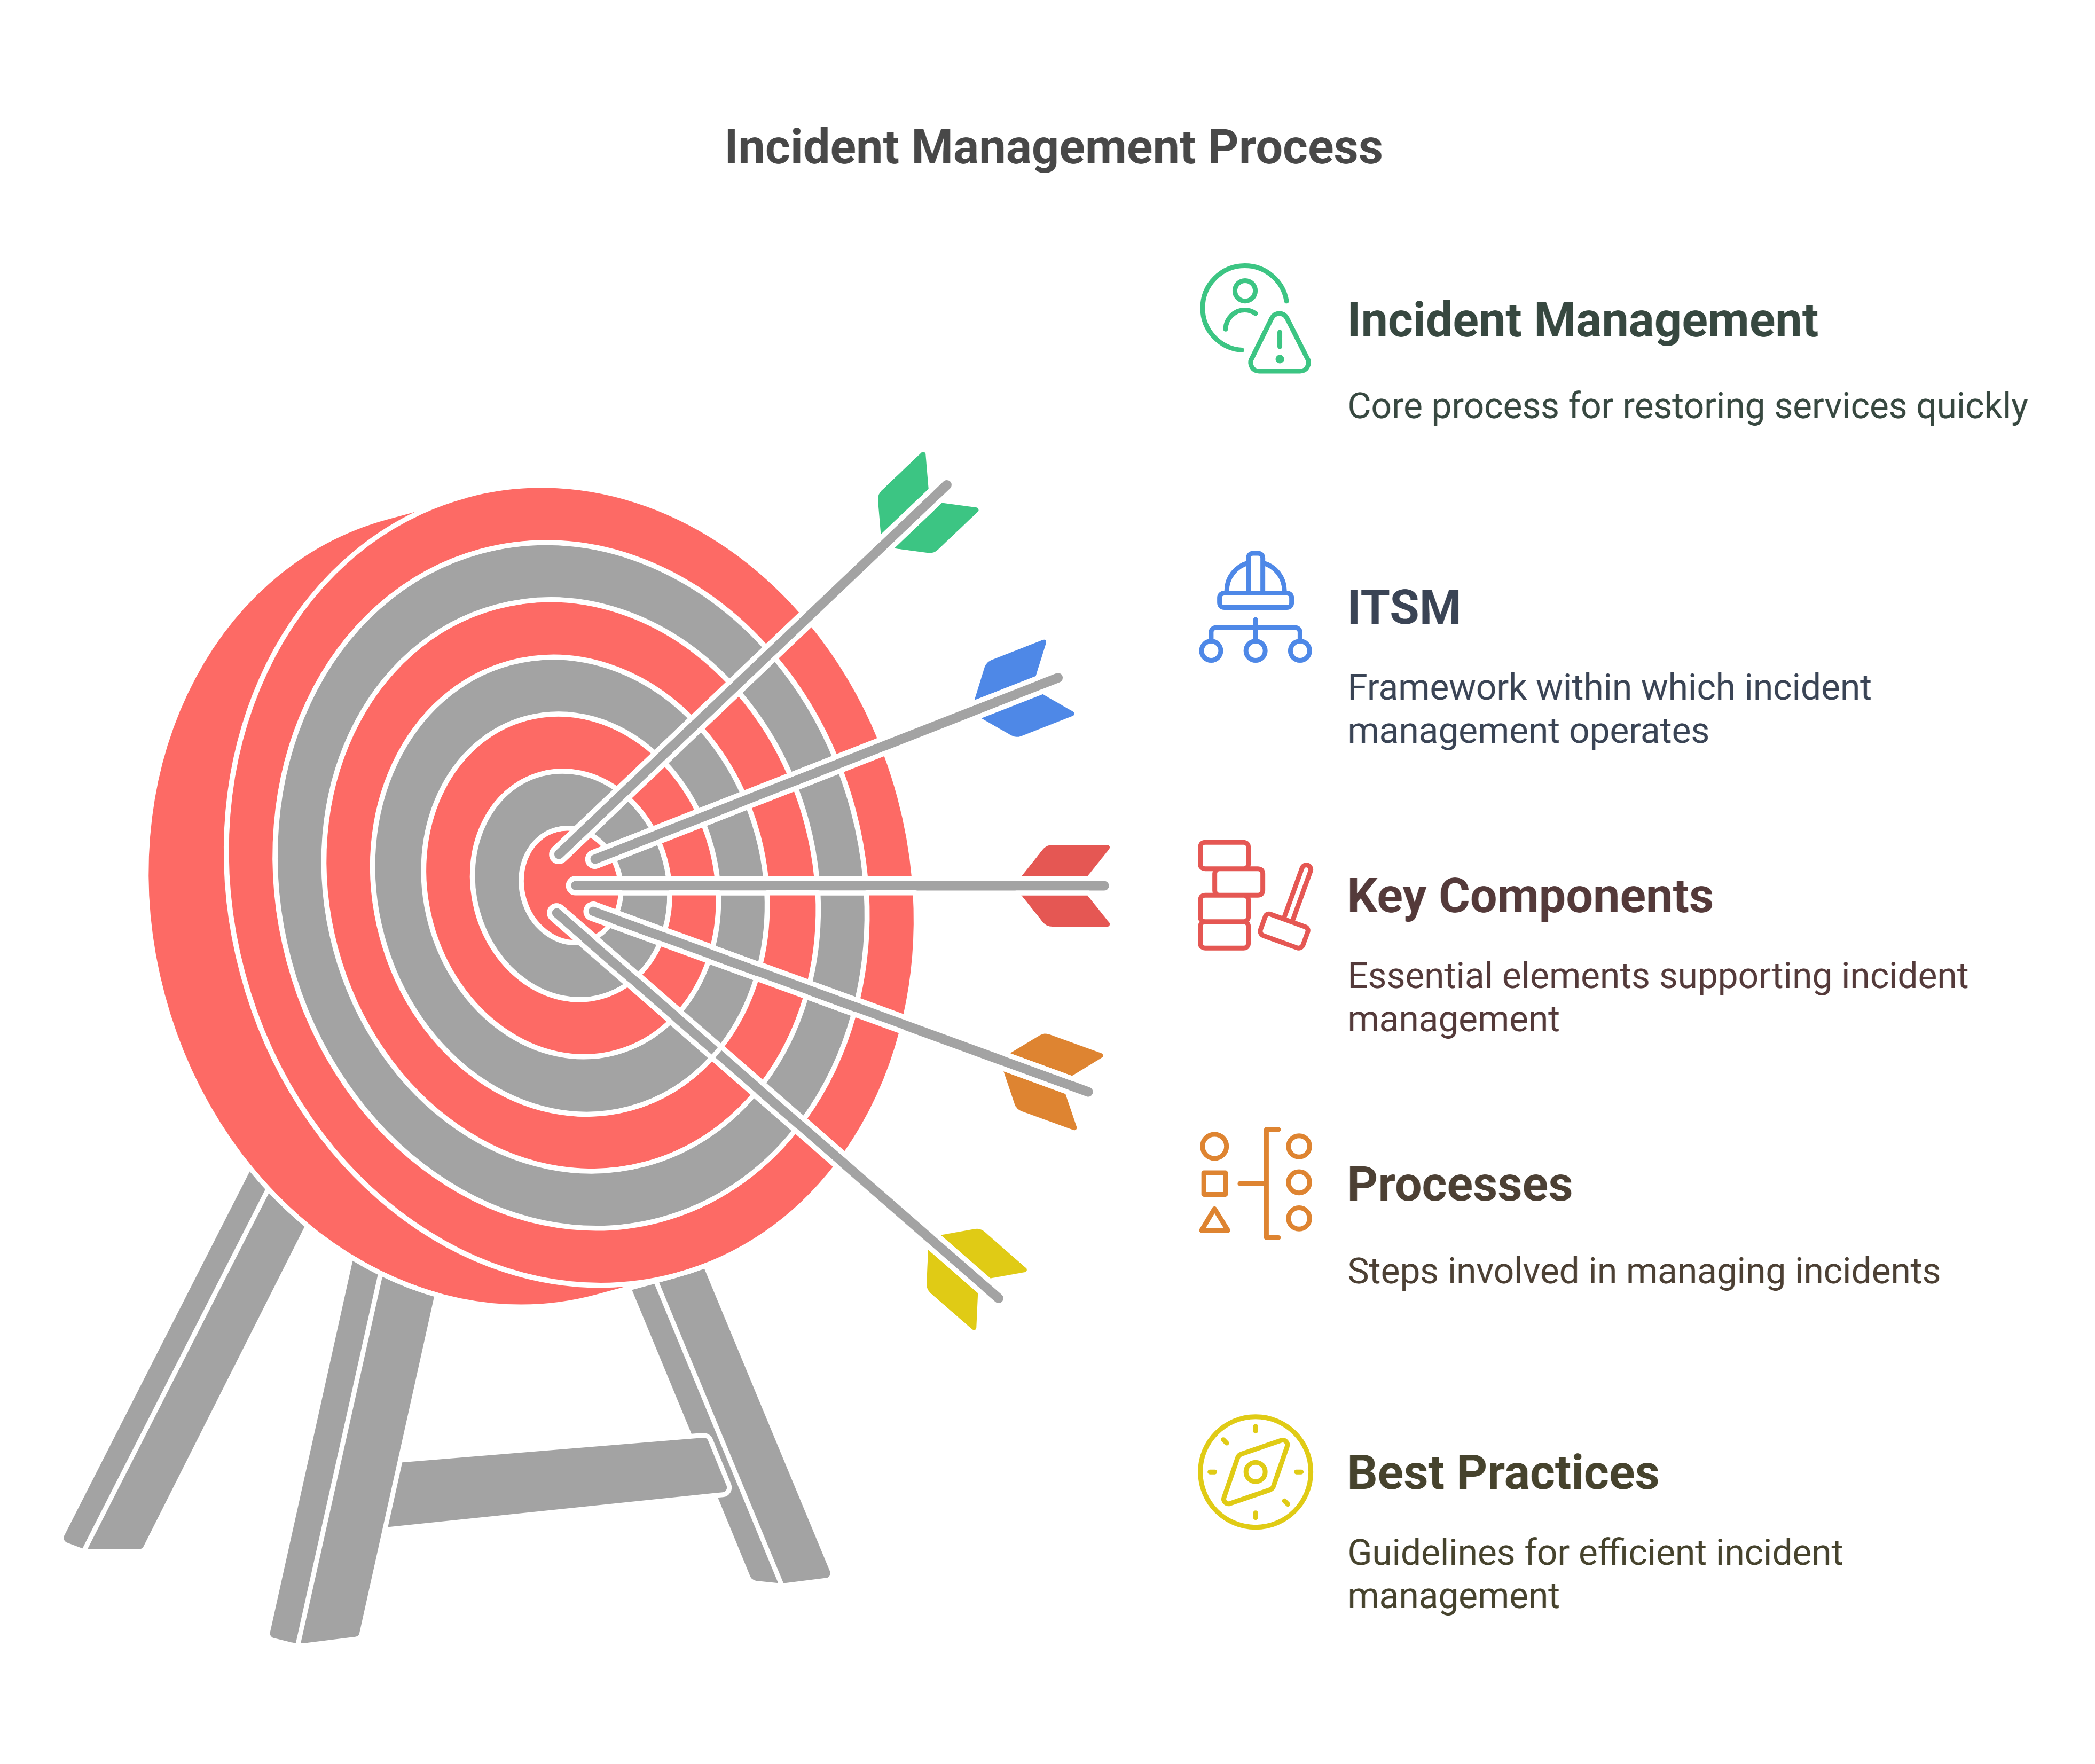 Incident Management Process
Incident Management
Core process for restoring services quickly
ITSM
Framework within which incident
management operates
Key Components
Essential elements supporting incident
management
Processes
Steps involved in managing incidents
Best Practices
Guidelines for efficient incident
management